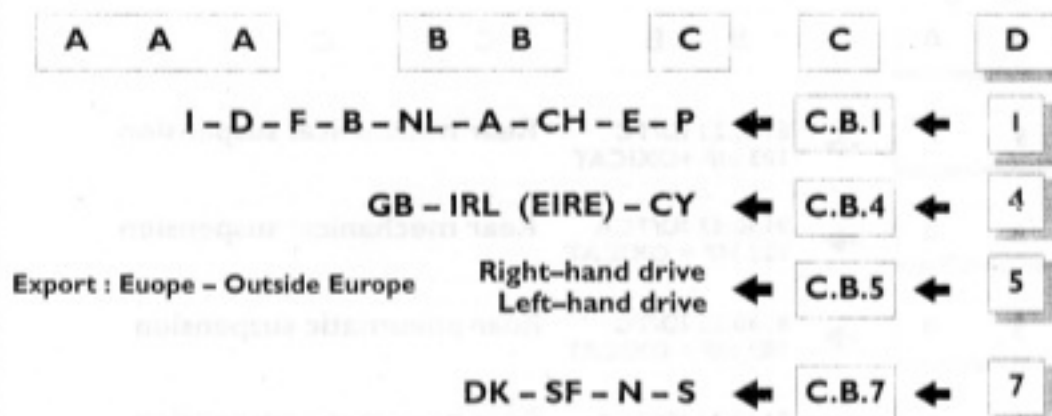 A A A B B C C D
I – D – F – B – NL – A – CH – E – P C.B.1 1
GB – IRL (EIRE) – CY C.B.4 4
Export : Euope – Outside Europe Right–hand drive
Left–hand drive C.B.5 5
DK – SF – N – S C.B.7 7